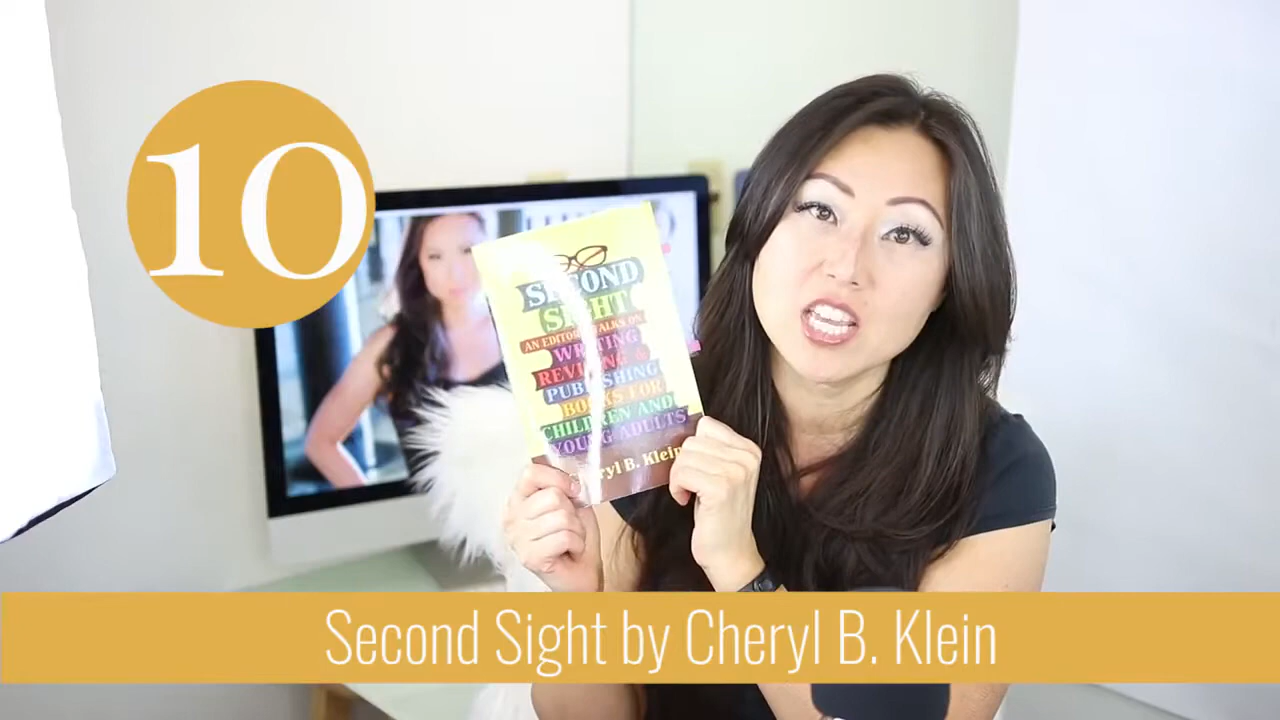 10
SECOND
SIGHT
AN EDITOR TALKS ON
WRITING
REVISING &
PUBLISHING
BOOKS FOR
CHILDREN AND
YOUNG ADULTS
Cheryl B. Klein
Second Sight by Cheryl B. Klein